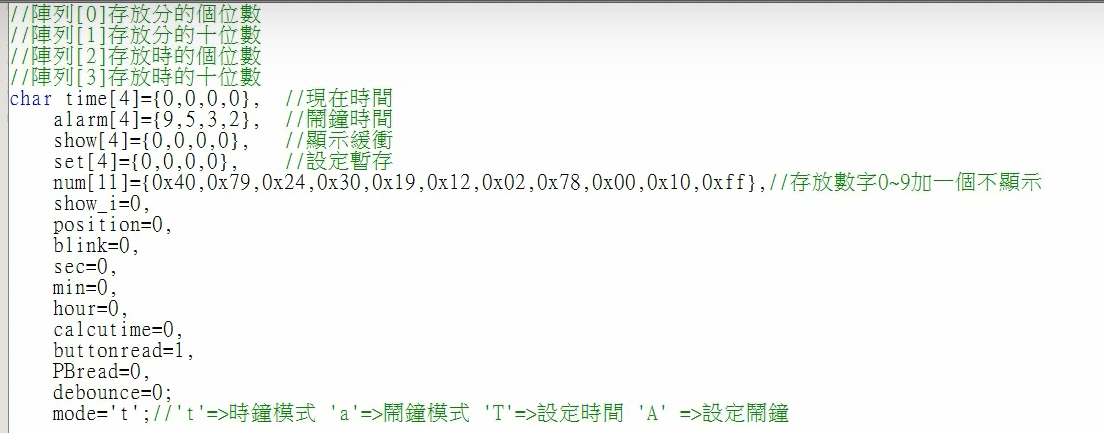 //陣列[0]存放分的個位數
//陣列[1]存放分的十位數
//陣列[2]存放時的個位數
//陣列[3]存放時的十位數
char time[4]={0,0,0,0},  //現在時間
    alarm[4]={9,5,3,2},  //鬧鐘時間
    show[4]={0,0,0,0},   //顯示緩衝
    set[4]={0,0,0,0},    //設定暫存
    num[11]={0x40,0x79,0x24,0x30,0x19,0x12,0x02,0x78,0x00,0x10,0xff},//存放數字0~9加一個不顯示
    show_i=0,
    position=0,
    blink=0,
    sec=0,
    min=0,
    hour=0,
    calcutime=0,
    buttonread=1,
    PBread=0,
    debounce=0;
    mode='t';//'t'=>時鐘模式 'a'=>鬧鐘模式 'T'=>設定時間 'A' =>設定鬧鐘